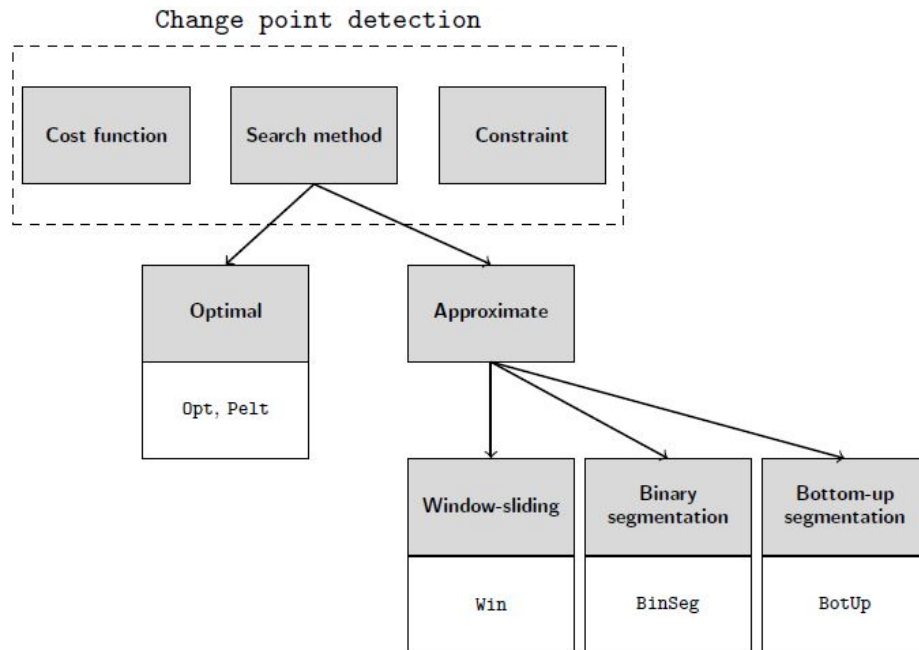 Change point detection
Cost function
Search method
Constraint
Optimal
Approximate
Opt, Pelt
Window-sliding
Binary
segmentation
Bottom-up
segmentation
Win
BinSeg
BotUp